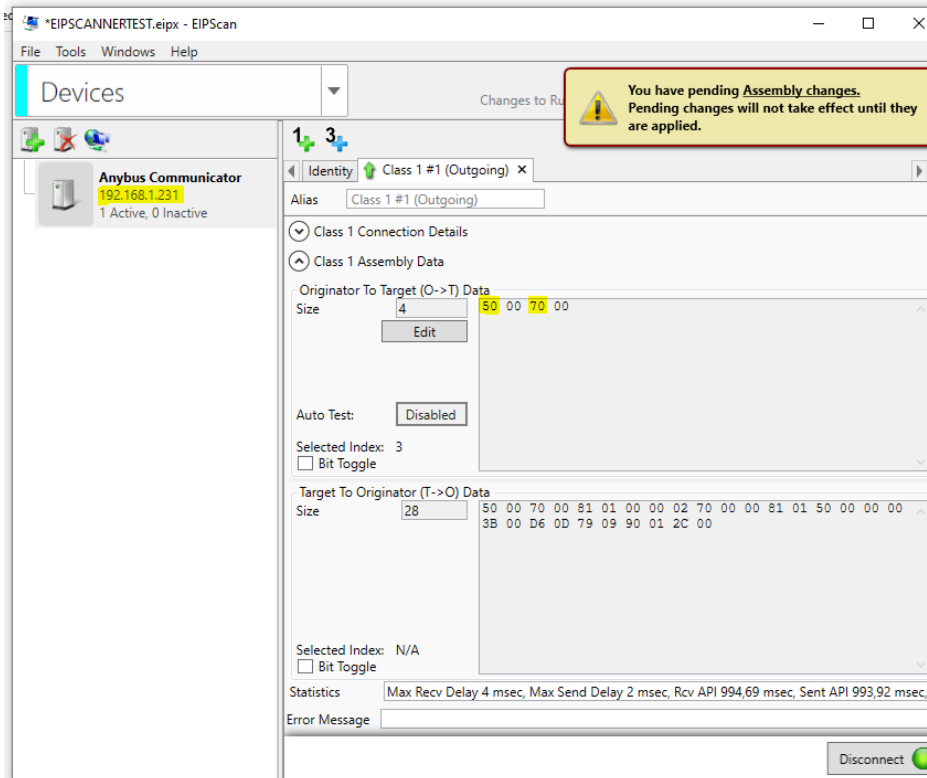 *EIPSCANNERTEST.eipx - EIPScan
File Tools Windows Help
Devices
Changes to Ru
You have pending Assembly changes.
Pending changes will not take effect until they
are applied.
1 3
Anybus Communicator
192.168.1.231
1 Active, 0 Inactive
Identity Class 1 #1 (Outgoing)
Alias Class 1 #1 (Outgoing)
Class 1 Connection Details
Class 1 Assembly Data
Originator To Target (O->T) Data
Size 4 50 00 70 00
Edit
Auto Test: Disabled
Selected Index: 3
Bit Toggle
Target To Originator (T->O) Data
Size 28 50 00 70 00 81 01 00 00 02 70 00 00 81 01 50 00 00 00
3B 00 D6 0D 79 09 90 01 2C 00
Selected Index: N/A
Bit Toggle
Statistics Max Recv Delay 4 msec, Max Send Delay 2 msec, Rcv API 994,69 msec, Sent API 993,92 msec,
Error Message
Disconnect